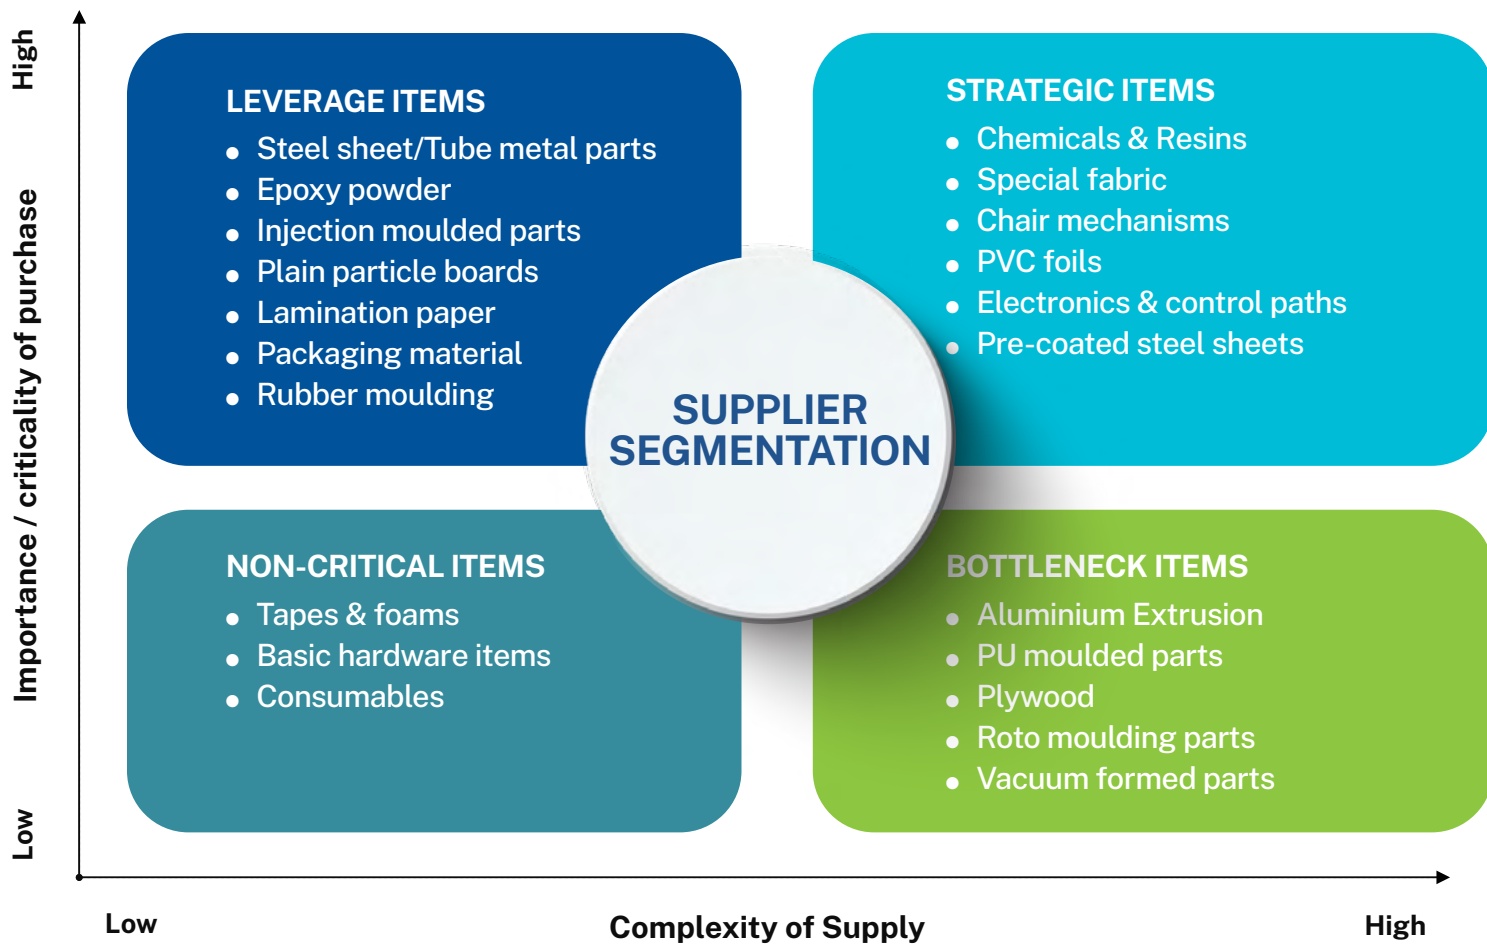 High
Importance / criticality of purchase
Low
LEVERAGE ITEMS
• Steel sheet/Tube metal parts
• Epoxy powder
• Injection moulded parts
• Plain particle boards
• Lamination paper
• Packaging material
• Rubber moulding
STRATEGIC ITEMS
• Chemicals & Resins
• Special fabric
• Chair mechanisms
• PVC foils
• Electronics & control paths
• Pre-coated steel sheets
SUPPLIER
SEGMENTATION
NON-CRITICAL ITEMS
• Tapes & foams
• Basic hardware items
• Consumables
BOTTLENECK ITEMS
• Aluminium Extrusion
• PU moulded parts
• Plywood
• Roto moulding parts
• Vacuum formed parts
Low
Complexity of Supply
High